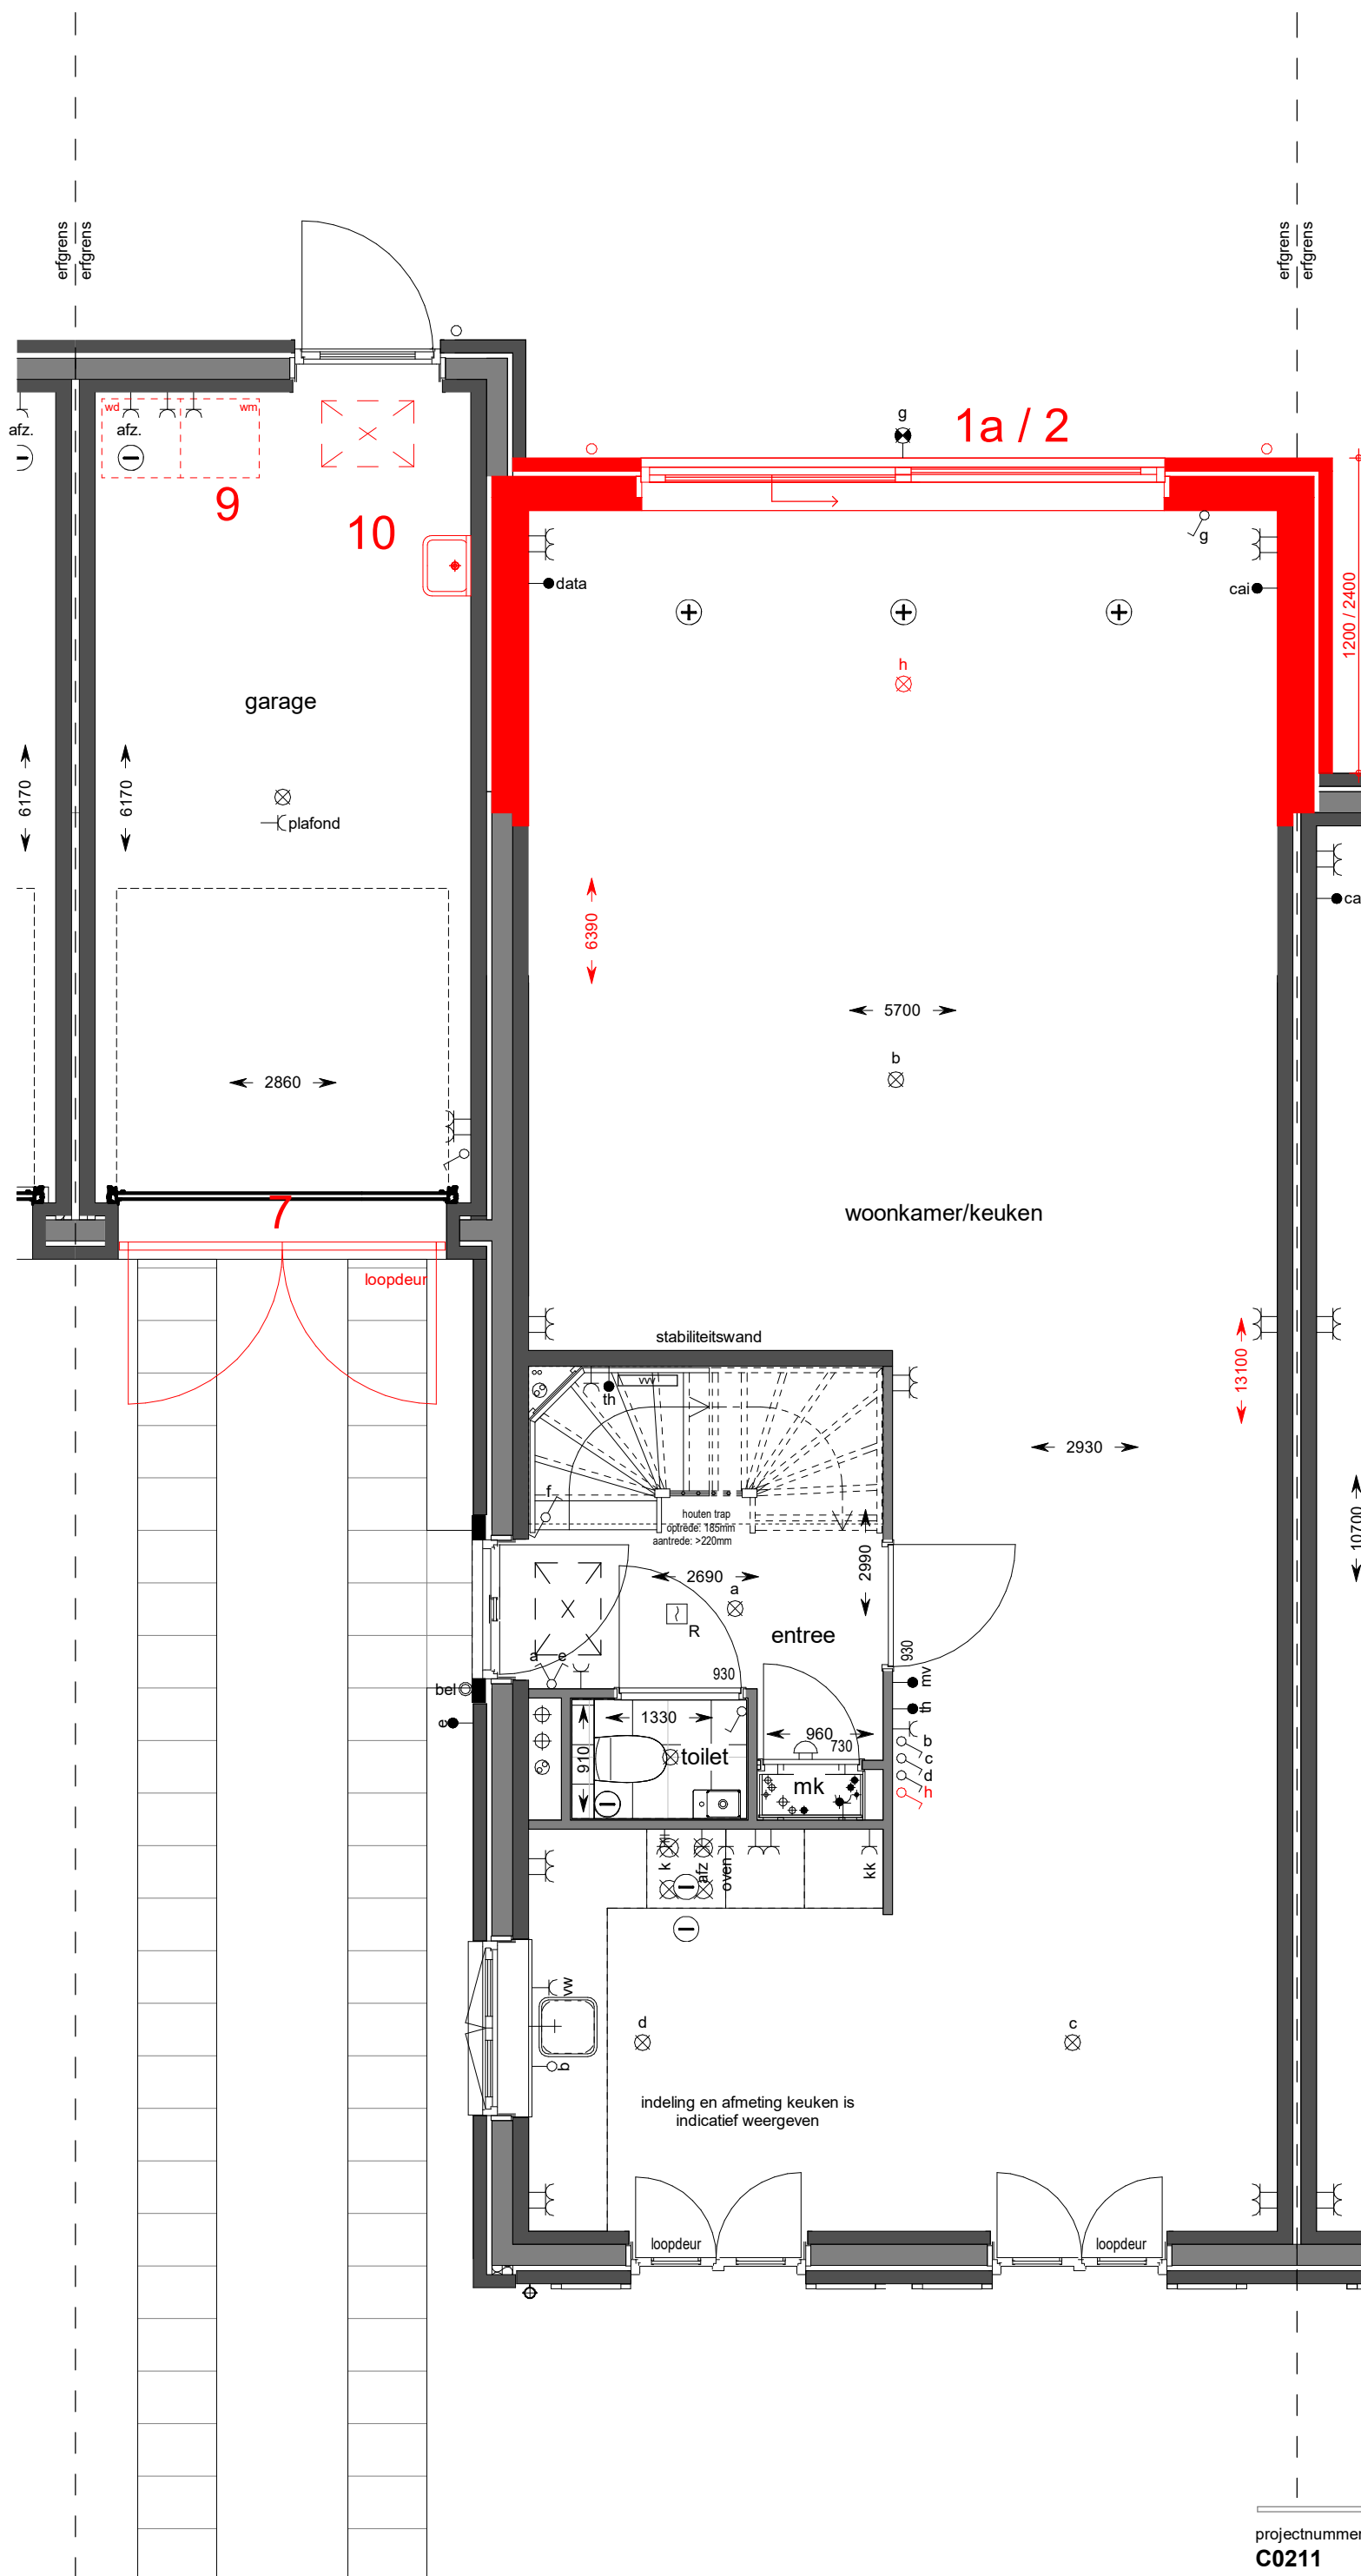 erfgrens
erfgrens
erfgrens
erfgrens
g
1a / 2
wd
wm
afz.
afz.
9
10
g
data
cai
1200 / 2400
h
garage
6170
6170
plafond
cai
6390
5700
b
2860
woonkamer/keuken
7
loopdeur
stabiliteitswand
13100
vw
th
2930
f
houten trap
optrede: 185mm
aantrede: >220mm
10700
2990
2690
a
R
entree
930
a
e
930
mv
bel
th
e
1330
960
730
b
c
d
h
910
toilet
mk
k
afz
oven
kk
vw
d
c
b
indeling en afmeting keuken is
indicatief weergeven
loopdeur
loopdeur
projectnummer
C0211